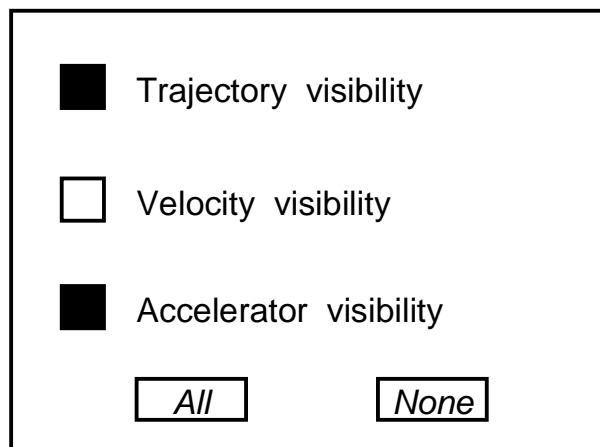 Trajectory visibility
Velocity visibility
Accelerator visibility
All None